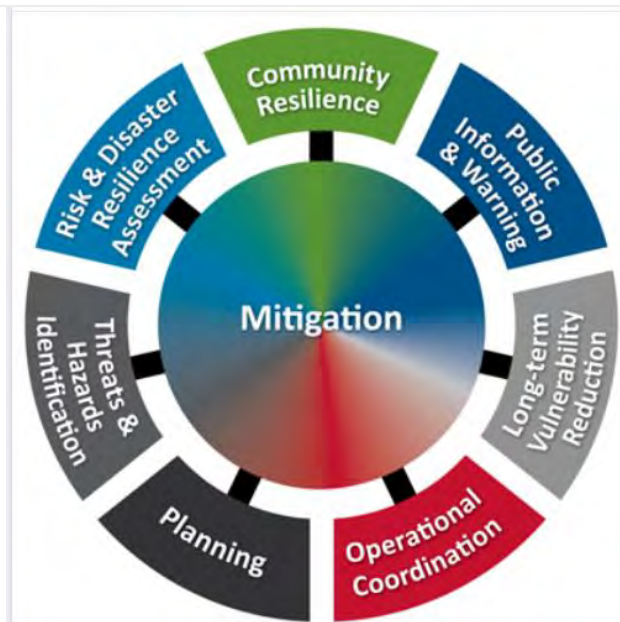 Community
Resilience
Public
Information
& Warning
Long-term
Vulnerability
Reduction
Operational
Coordination
Planning
Threats &
Hazards
Identification
Risk & Disaster
Resilience
Assessment
Mitigation